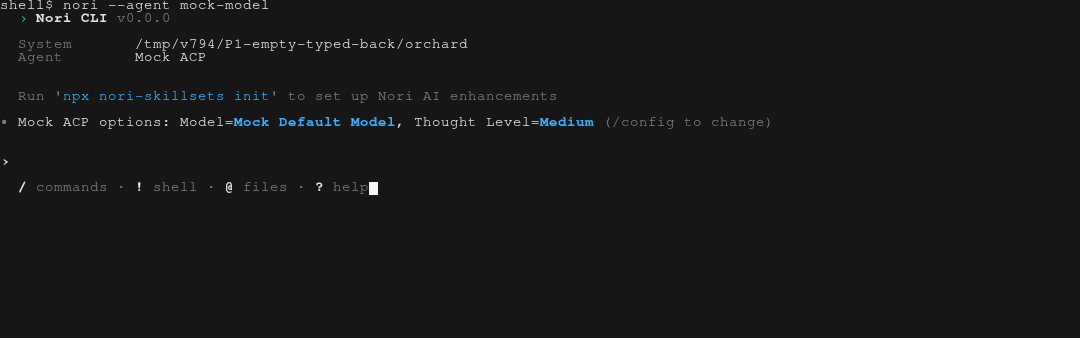 shell$ nori --agent mock-model
› Nori CLI v0.0.0
System /tmp/v794/P1-empty-typed-back/orchard
Agent Mock ACP
Run 'npx nori-skillsets init' to set up Nori AI enhancements
• Mock ACP options: Model=Mock Default Model, Thought Level=Medium (/config to change)
›
/ commands · ! shell · @ files · ? help